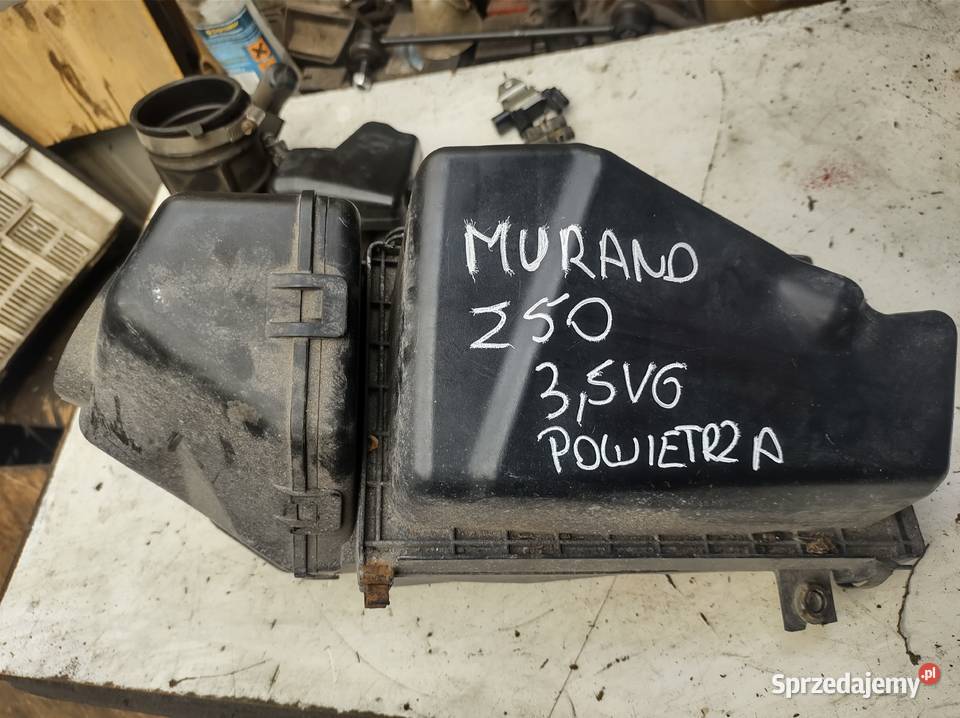 MURANO
Z50
3,5V6
POWIETRZA
Sprzedajemy.pl